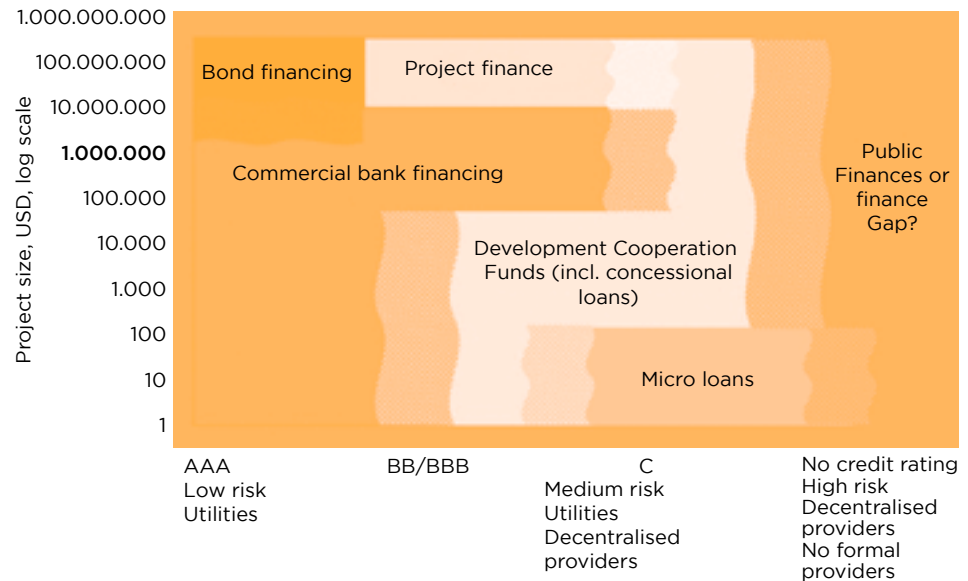 1.000.000.000
100.000.000
10.000.000
1.000.000
100.000
10.000
1.000
100
10
1
Project size, USD, log scale
Bond financing
Project finance
Commercial bank financing
Public
Finances or
finance
Gap?
Development Cooperation
Funds (incl. concessional
loans)
Micro loans
AAA
Low risk
Utilities
BB/BBB
C
Medium risk
Utilities
Decentralised
providers
No credit rating
High risk
Decentralised
providers
No formal
providers